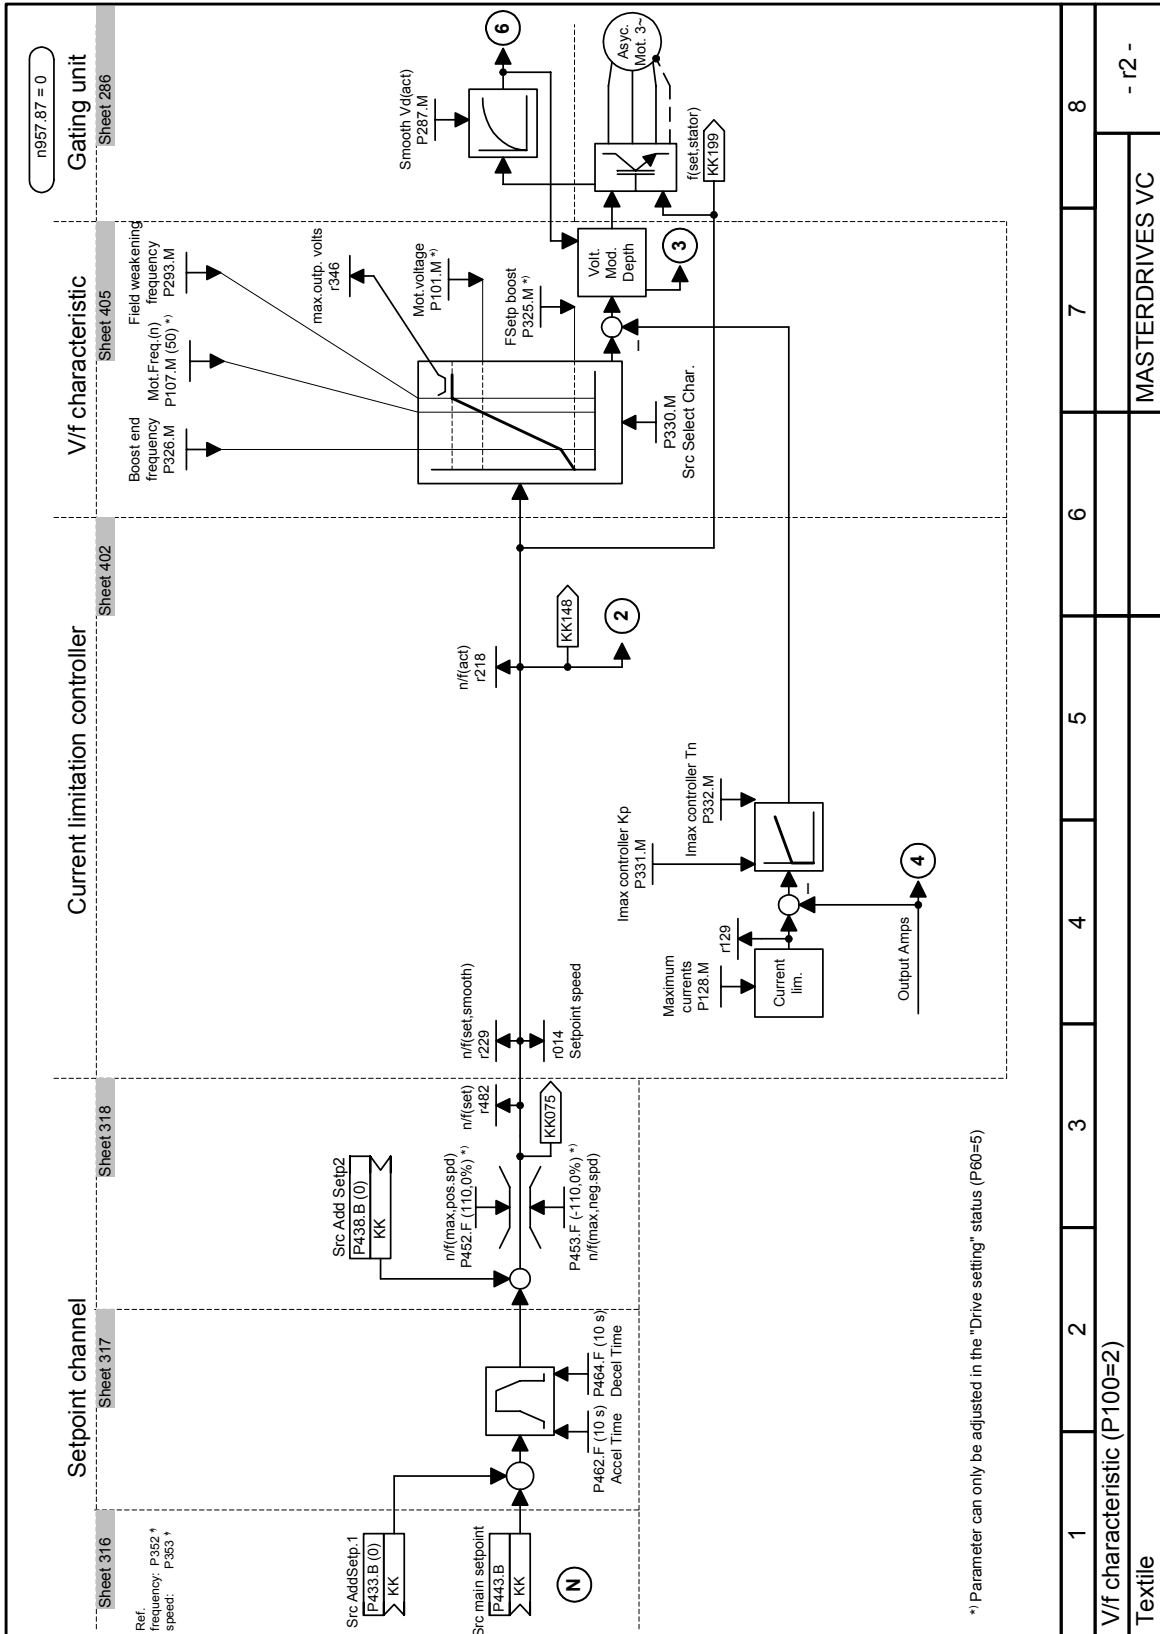 n957.87 = 0
Setpoint channel
Current limitation controller
V/f characteristic
Gating unit
Sheet 316
Sheet 317
Sheet 318
Sheet 402
Sheet 405
Sheet 286
Ref.
frequency: P352 *)
speed: P353 *)
Src AddSetp.1
P433.B (0)
KK
Src main setpoint
P443.B
KK
N
P462.F (10 s)
Accel Time
P464.F (10 s)
Decel Time
Src Add Setp2
P438.B (0)
KK
n/f(max,pos.spd)
P452.F (110,0%) *)
P453.F (-110,0%) *)
n/f(max,neg.spd)
n/f(set)
r482
KK075
n/f(set,smooth)
r229
r014
Setpoint speed
Maximum
currents
P128.M
Current
lim.
r129
Output Amps
4
Imax controller Kp
P331.M
Imax controller Tn
P332.M
n/f(act)
r218
KK148
2
Boost end
frequency
P326.M
Mot.Freq.(n)
P107.M (50) *)
Field weakening
frequency
P293.M
max.outp. volts
r346
Mot.voltage
P101.M *)
FSetp boost
P325.M *)
P330.M
Src Select Char.
Volt.
Mod.
Depth
3
Smooth Vd(act)
P287.M
6
Asyc.
Mot. 3~
f(set,stator)
KK199
*) Parameter can only be adjusted in the "Drive setting" status (P60=5)
1
2
3
4
5
6
7
8
V/f characteristic (P100=2)
Textile
MASTERDRIVES VC
- r2 -